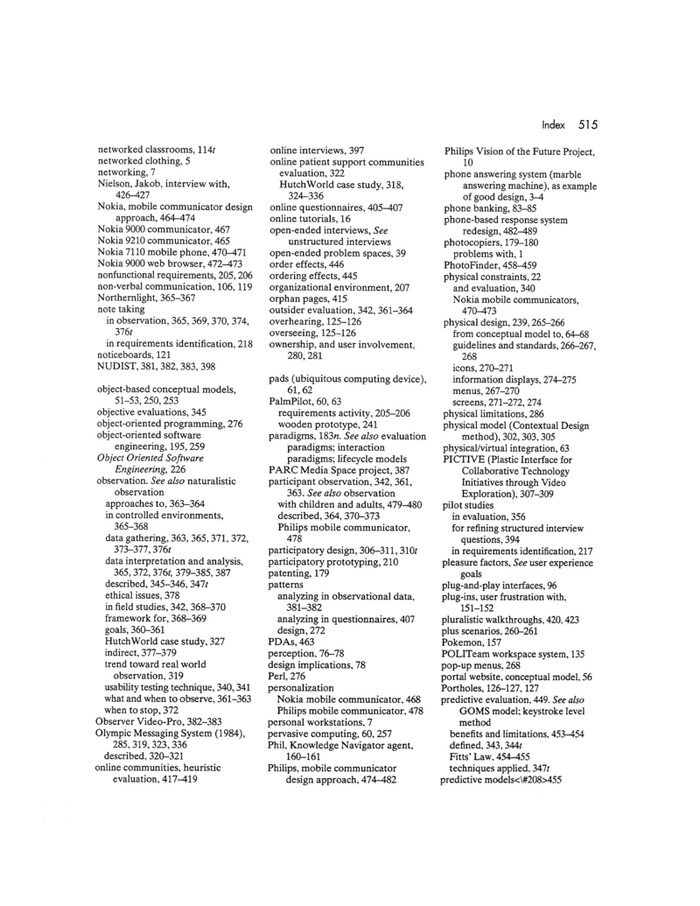 Index 515
networked classrooms, 114t
networked clothing, 5
networking, 7
Nielson, Jakob, interview with,
426–427
Nokia, mobile communicator design
approach, 464–474
Nokia 9000 communicator, 467
Nokia 9210 communicator, 465
Nokia 7110 mobile phone, 470–471
Nokia 9000 web browser, 472–473
nonfunctional requirements, 205, 206
non-verbal communication, 106, 119
Northernlight, 365–367
note taking
in observation, 365, 369, 370, 374,
376t
in requirements identification, 218
noticeboards, 121
NUDIST, 381, 382, 383, 398
object-based conceptual models,
51–53, 250, 253
objective evaluations, 345
object-oriented programming, 276
object-oriented software
engineering, 195, 259
Object Oriented Software
Engineering, 226
observation. See also naturalistic
observation
approaches to, 363–364
in controlled environments,
365–368
data gathering, 363, 365, 371, 372,
373–377, 376t
data interpretation and analysis,
365, 372, 376t, 379–385, 387
described, 345–346, 347t
ethical issues, 378
in field studies, 342, 368–370
framework for, 368–369
goals, 360–361
HutchWorld case study, 327
indirect, 377–379
trend toward real world
observation, 319
usability testing technique, 340, 341
what and when to observe, 361–363
when to stop, 372
Observer Video-Pro, 382–383
Olympic Messaging System (1984),
285, 319, 323, 336
described, 320–321
online communities, heuristic
evaluation, 417–419
online interviews, 397
online patient support communities
evaluation, 322
HutchWorld case study, 318,
324–336
online questionnaires, 405–407
online tutorials, 16
open-ended interviews, See
unstructured interviews
open-ended problem spaces, 39
order effects, 446
ordering effects, 445
organizational environment, 207
orphan pages, 415
outsider evaluation, 342, 361–364
overhearing, 125–126
overseeing, 125–126
ownership, and user involvement,
280, 281
pads (ubiquitous computing device),
61, 62
PalmPilot, 60, 63
requirements activity, 205–206
wooden prototype, 241
paradigms, 183n. See also evaluation
paradigms; interaction
paradigms; lifecycle models
PARC Media Space project, 387
participant observation, 342, 361,
363. See also observation
with children and adults, 479–480
described, 364, 370–373
Philips mobile communicator,
478
participatory design, 306–311, 310t
participatory prototyping, 210
patenting, 179
patterns
analyzing in observational data,
381–382
analyzing in questionnaires, 407
design, 272
PDAs, 463
perception, 76–78
design implications, 78
Perl, 276
personalization
Nokia mobile communicator, 468
Philips mobile communicator, 478
personal workstations, 7
pervasive computing, 60, 257
Phil, Knowledge Navigator agent,
160–161
Philips, mobile communicator
design approach, 474–482
Philips Vision of the Future Project,
10
phone answering system (marble
answering machine), as example
of good design, 3–4
phone banking, 83–85
phone-based response system
redesign, 482–489
photocopiers, 179–180
problems with, 1
PhotoFinder, 458–459
physical constraints, 22
and evaluation, 340
Nokia mobile communicators,
470–473
physical design, 239, 265–266
from conceptual model to, 64–68
guidelines and standards, 266–267,
268
icons, 270–271
information displays, 274–275
menus, 267–270
screens, 271–272, 274
physical limitations, 286
physical model (Contextual Design
method), 302, 303, 305
physical/virtual integration, 63
PICTIVE (Plastic Interface for
Collaborative Technology
Initiatives through Video
Exploration), 307–309
pilot studies
in evaluation, 356
for refining structured interview
questions, 394
in requirements identification, 217
pleasure factors, See user experience
goals
plug-and-play interfaces, 96
plug-ins, user frustration with,
151–152
pluralistic walkthroughs, 420, 423
plus scenarios, 260–261
Pokemon, 157
POLITeam workspace system, 135
pop-up menus, 268
portal website, conceptual model, 56
Portholes, 126–127, 127
predictive evaluation, 449. See also
GOMS model; keystroke level
method
benefits and limitations, 453–454
defined, 343, 344t
Fitts' Law, 454–455
techniques applied, 347t
predictive models<\#208>455